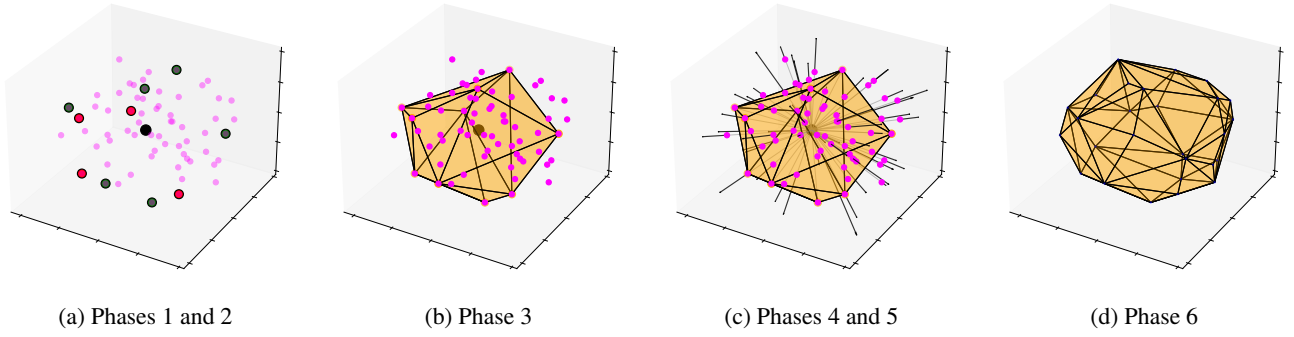 (a) Phases 1 and 2
(b) Phase 3
(c) Phases 4 and 5
(d) Phase 6